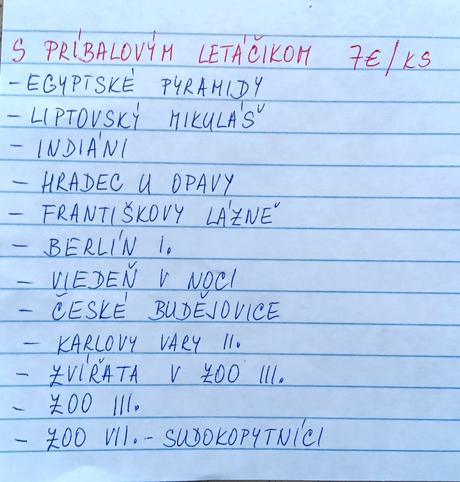 S PRÍBALOVÝM LETÁČIKOM 7€/KS
- EGYPTSKÉ PYRAMIDY
- LIPTOVSKÝ MIKULÁŠ
- INDIÁNI
- HRADEC U OPAVY
- FRANTIŠKOVY LÁZNĚ
- BERLÍN I.
- VIEDEŇ V NOCI
- ČESKÉ BUDĚJOVICE
- KARLOVY VARY II.
- ZVÍŘATA V ZOO III.
- ZOO III.
- ZOO VII. - SUDOKOPYTNÍCI